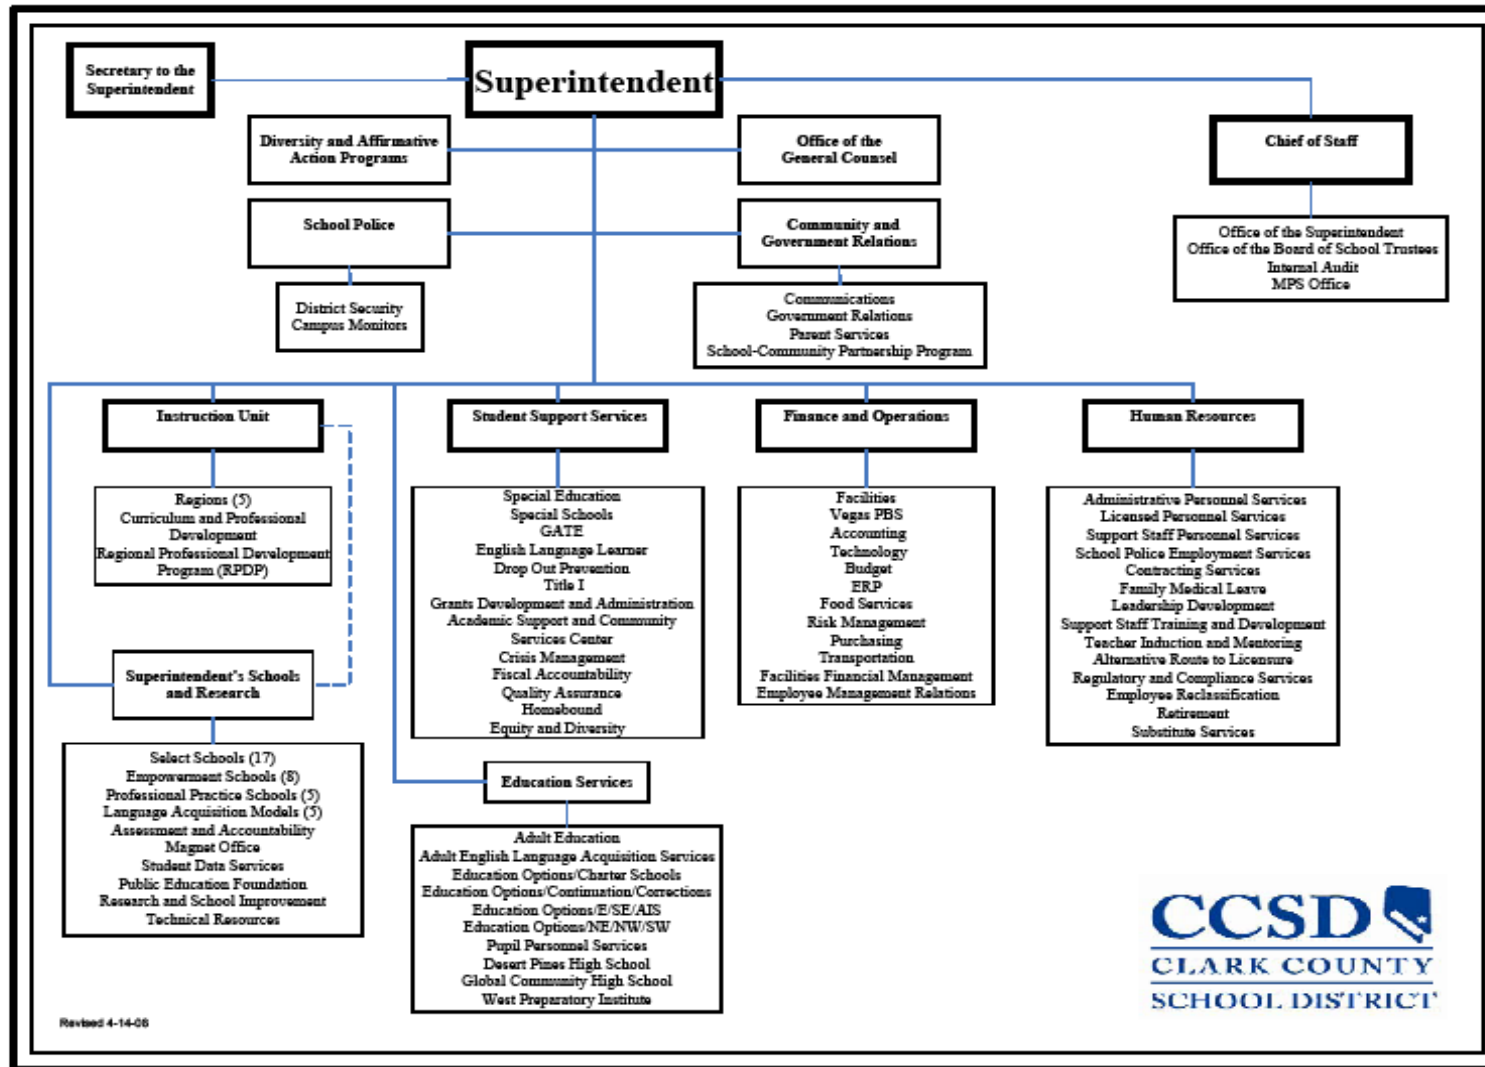 Secretary to the
Superintendent
Superintendent
Diversity and Affirmative
Action Programs
Office of the
General Counsel
Chief of Staff
School Police
Community and
Government Relations
Office of the Superintendent
Office of the Board of School Trustees
Internal Audit
MPS Office
District Security
Campus Monitors
Communications
Government Relations
Parent Services
School-Community Partnership Program
Instruction Unit
Student Support Services
Finance and Operations
Human Resources
Regions (5)
Curriculum and Professional
Development
Regional Professional Development
Program (RPDP)
Special Education
Special Schools
GATE
English Language Learner
Drop Out Prevention
Title I
Grants Development and Administration
Academic Support and Community
Services Center
Crisis Management
Fiscal Accountability
Quality Assurance
Homebound
Equity and Diversity
Facilities
Vegas PBS
Accounting
Technology
Budget
ERP
Food Services
Risk Management
Purchasing
Transportation
Facilities Financial Management
Employee Management Relations
Administrative Personnel Services
Licensed Personnel Services
Support Staff Personnel Services
School Police Employment Services
Contracting Services
Family Medical Leave
Leadership Development
Support Staff Training and Development
Teacher Induction and Mentoring
Alternative Route to Licensure
Regulatory and Compliance Services
Employee Reclassification
Retirement
Substitute Services
Superintendent's Schools
and Research
Select Schools (17)
Empowerment Schools (8)
Professional Practice Schools (5)
Language Acquisition Models (5)
Assessment and Accountability
Magnet Office
Student Data Services
Public Education Foundation
Research and School Improvement
Technical Resources
Education Services
Adult Education
Adult English Language Acquisition Services
Education Options/Charter Schools
Education Options/Continuation/Corrections
Education Options/E/SE/AIS
Education Options/NE/NW/SW
Pupil Personnel Services
Desert Pines High School
Global Community High School
West Preparatory Institute
CCSD
CLARK COUNTY
SCHOOL DISTRICT
Revised 4-14-08